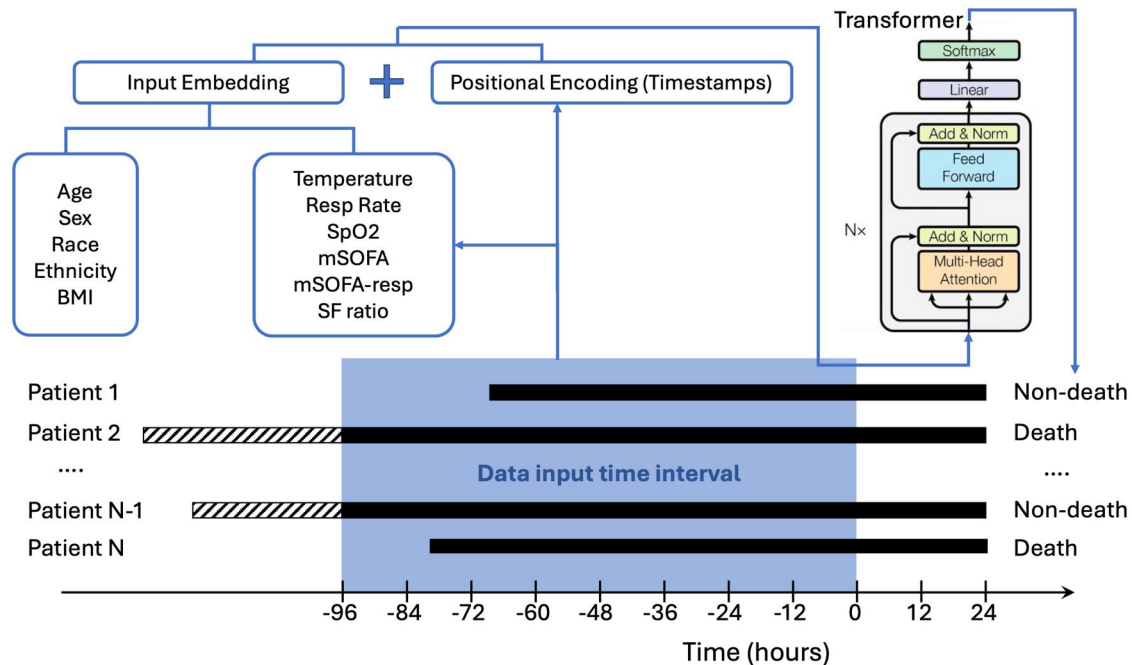 Transformer
Softmax
Linear
Add & Norm
Feed
Forward
N×
Add & Norm
Multi-Head
Attention
Input Embedding
+
Positional Encoding (Timestamps)
Age
Sex
Race
Ethnicity
BMI
Temperature
Resp Rate
SpO2
mSOFA
mSOFA-resp
SF ratio
Patient 1
Non-death
Patient 2
Death
....
Data input time interval
....
Patient N-1
Non-death
Patient N
Death
-96 -84 -72 -60 -48 -36 -24 -12 0 12 24
Time (hours)